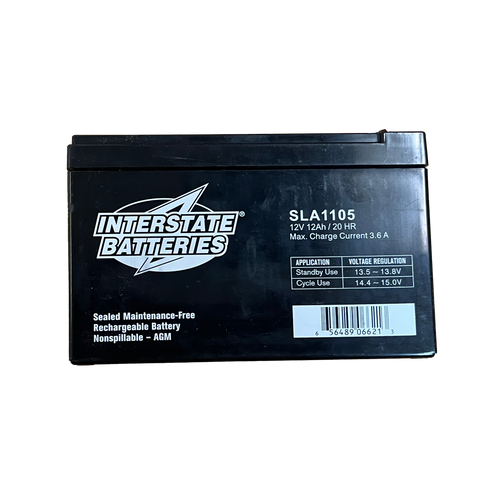 INTERSTATE
BATTERIES
SLA1105
12V 12Ah / 20 HR
Max. Charge Current 3.6 A
APPLICATION VOLTAGE REGULATION
Standby Use 13.5 ~ 13.8V
Cycle Use 14.4 ~ 15.0V
Sealed Maintenance-Free
Rechargeable Battery
Nonspillable – AGM
6 56489 06621 1